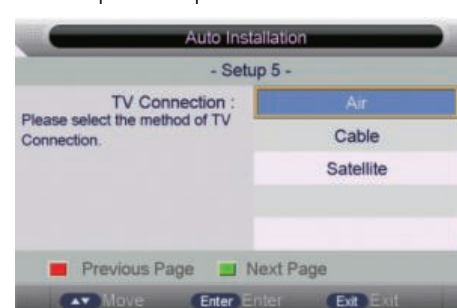 Auto Installation
- Setup 5 -
TV Connection : Air
Please select the method of TV
Connection.
Cable
Satellite
Previous Page Next Page
Move Enter Enter Exit Exit